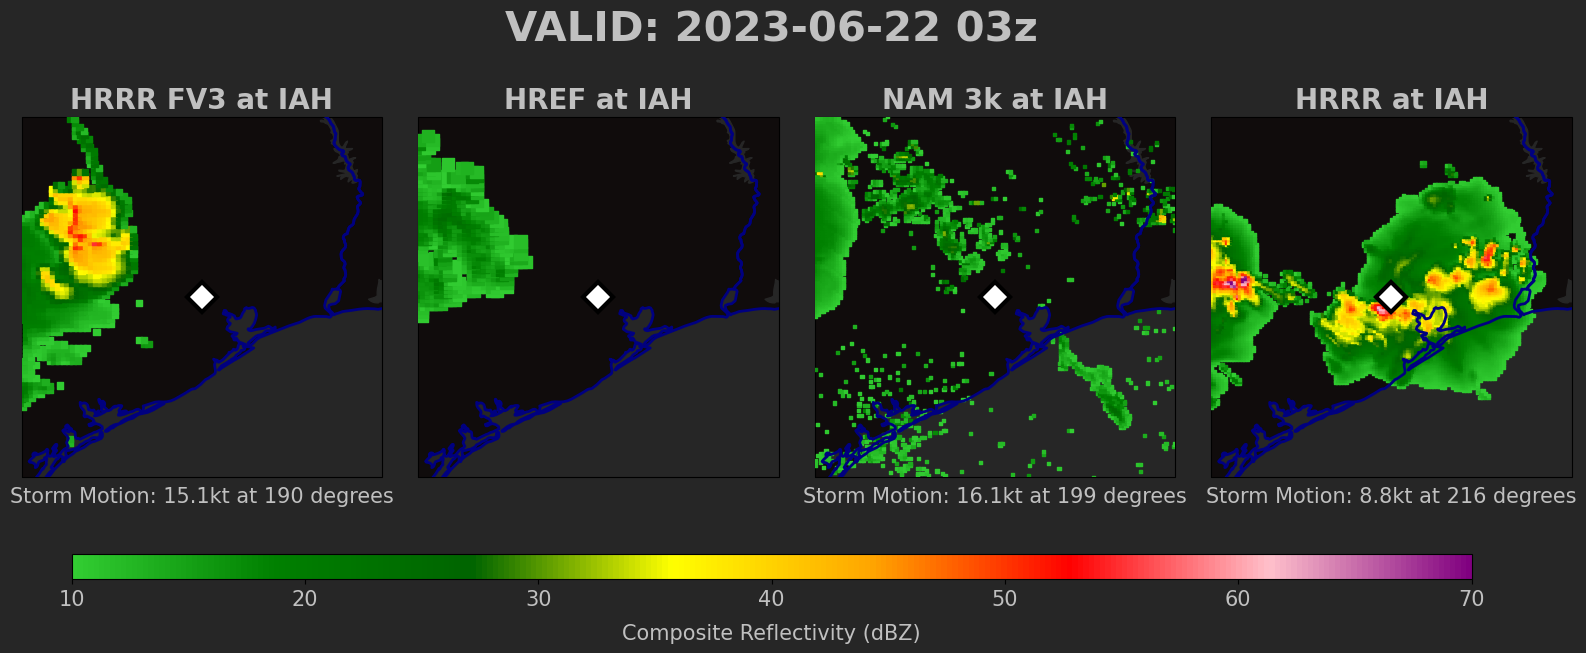 VALID: 2023-06-22 03z
HRRR FV3 at IAH
HREF at IAH
NAM 3k at IAH
HRRR at IAH
Storm Motion: 15.1kt at 190 degrees
Storm Motion: 16.1kt at 199 degrees
Storm Motion: 8.8kt at 216 degrees
10 20 30 40 50 60 70
Composite Reflectivity (dBZ)